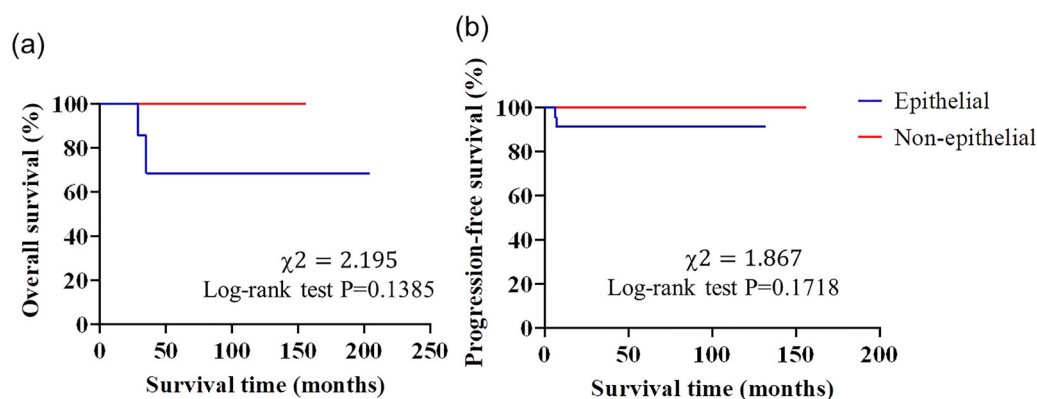 (a)
Overall survival (%)
100
80
60
40
20
0
χ2 = 2.195
Log-rank test P=0.1385
0 50 100 150 200 250
Survival time (months)
(b)
Progression-free survival (%)
100
80
60
40
20
0
χ2 = 1.867
Log-rank test P=0.1718
0 50 100 150 200
Survival time (months)
Epithelial
Non-epithelial